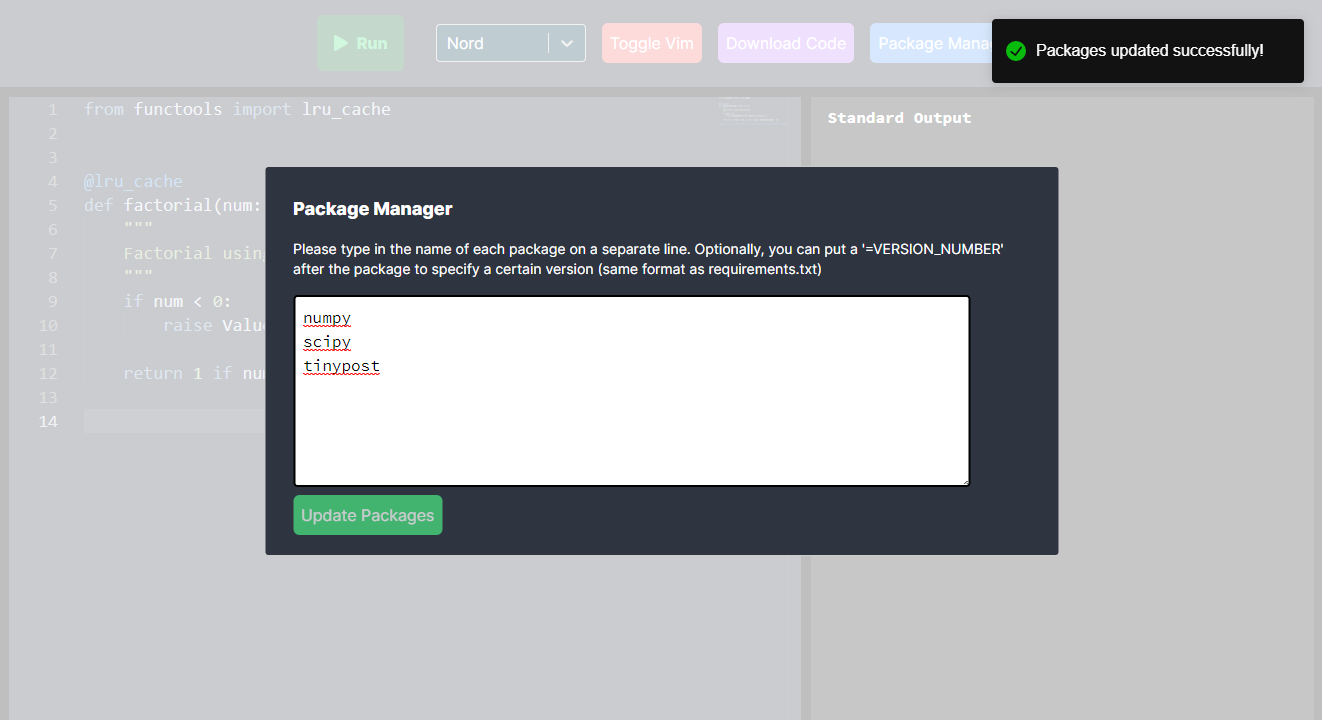 Run
Nord
Toggle Vim
Download Code
Package Mana
Packages updated successfully!
1 from functools import lru_cache
2
3
4 @lru_cache
5 def factorial(num:
6 """
7 Factorial usin
8 """
9 if num < 0:
10 raise Valu
11
12 return 1 if num
13
14
Standard Output
Package Manager
Please type in the name of each package on a separate line. Optionally, you can put a '=VERSION_NUMBER'
after the package to specify a certain version (same format as requirements.txt)
numpy
scipy
tinypost
Update Packages